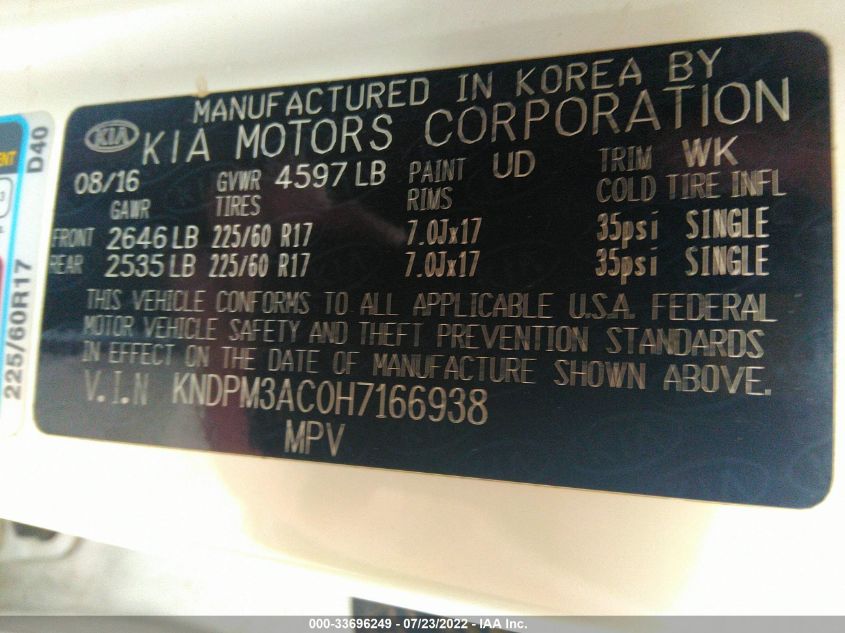 MANUFACTURED IN KOREA BY
KIA KIA MOTORS CORPORATION
08/16 GVWR 4597 LB PAINT UD TRIM WK
GAWR TIRES RIMS COLD TIRE INFL
FRONT 2646 LB 225/60 R17 7.0Jx17 35psi SINGLE
REAR 2535 LB 225/60 R17 7.0Jx17 35psi SINGLE
THIS VEHICLE CONFORMS TO ALL APPLICABLE U.S.A. FEDERAL
MOTOR VEHICLE SAFETY AND THEFT PREVENTION STANDARDS
IN EFFECT ON THE DATE OF MANUFACTURE SHOWN ABOVE.
V.I.N KNDPM3AC0H7166938
MPV
D40
225/60R17
3
000-33696249 - 07/23/2022 - IAA Inc.